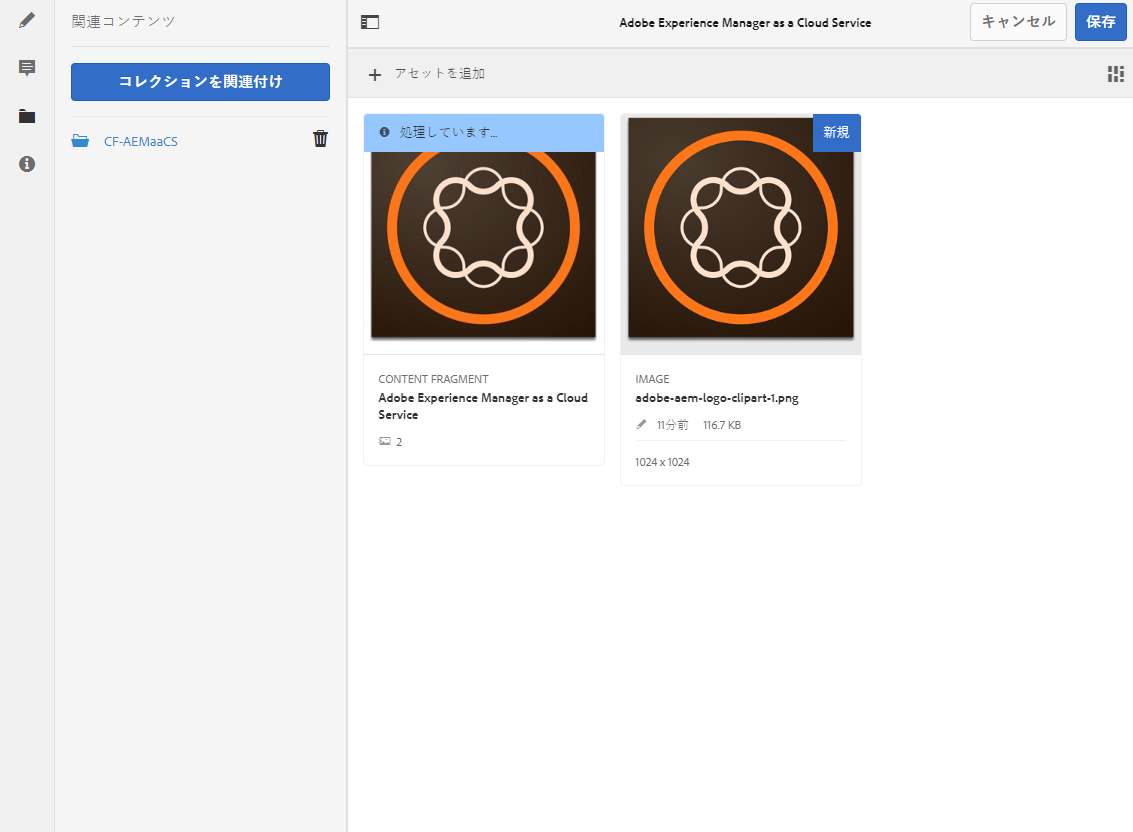 関連コンテンツ
コレクションを関連付け
CF-AEMaaCS
Adobe Experience Manager as a Cloud Service
キャンセル
保存
アセットを追加
処理しています...
CONTENT FRAGMENT
Adobe Experience Manager as a Cloud
Service
2
新規
IMAGE
adobe-aem-logo-clipart-1.png
11分前 116.7 KB
1024 x 1024